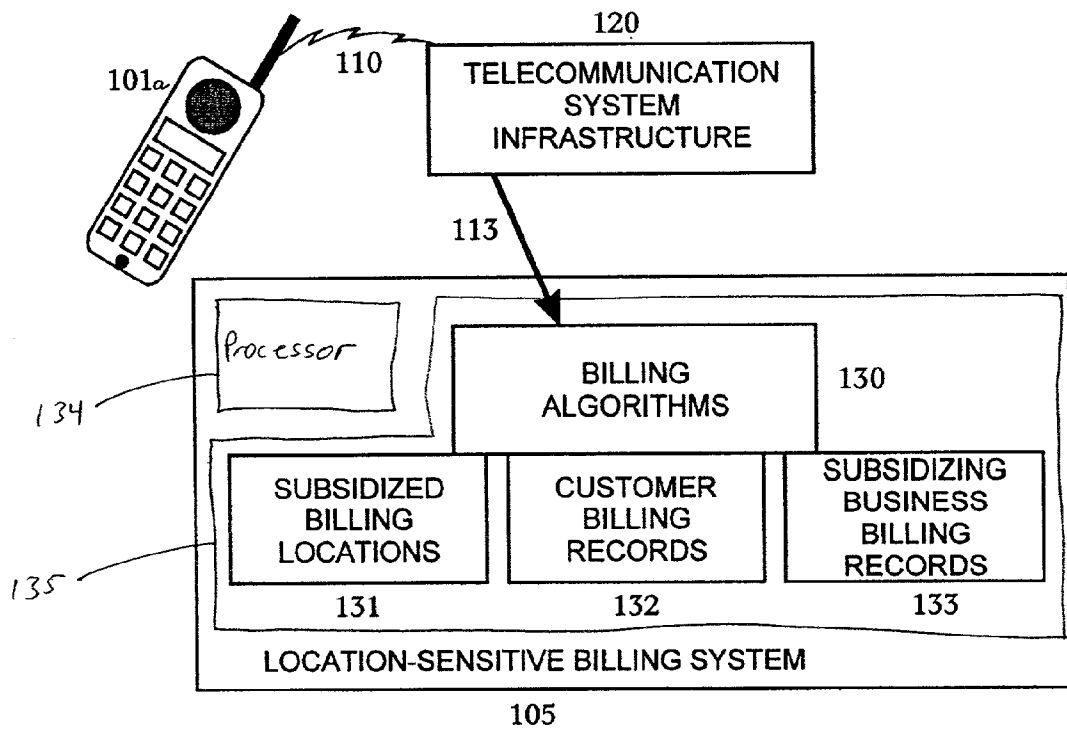 120
101a
110
TELECOMMUNICATION
SYSTEM
INFRASTRUCTURE
113
Processor
134
BILLING
ALGORITHMS
130
SUBSIDIZED
BILLING
LOCATIONS
CUSTOMER
BILLING
RECORDS
SUBSIDIZING
BUSINESS
BILLING
RECORDS
135
131
132
133
LOCATION-SENSITIVE BILLING SYSTEM
105